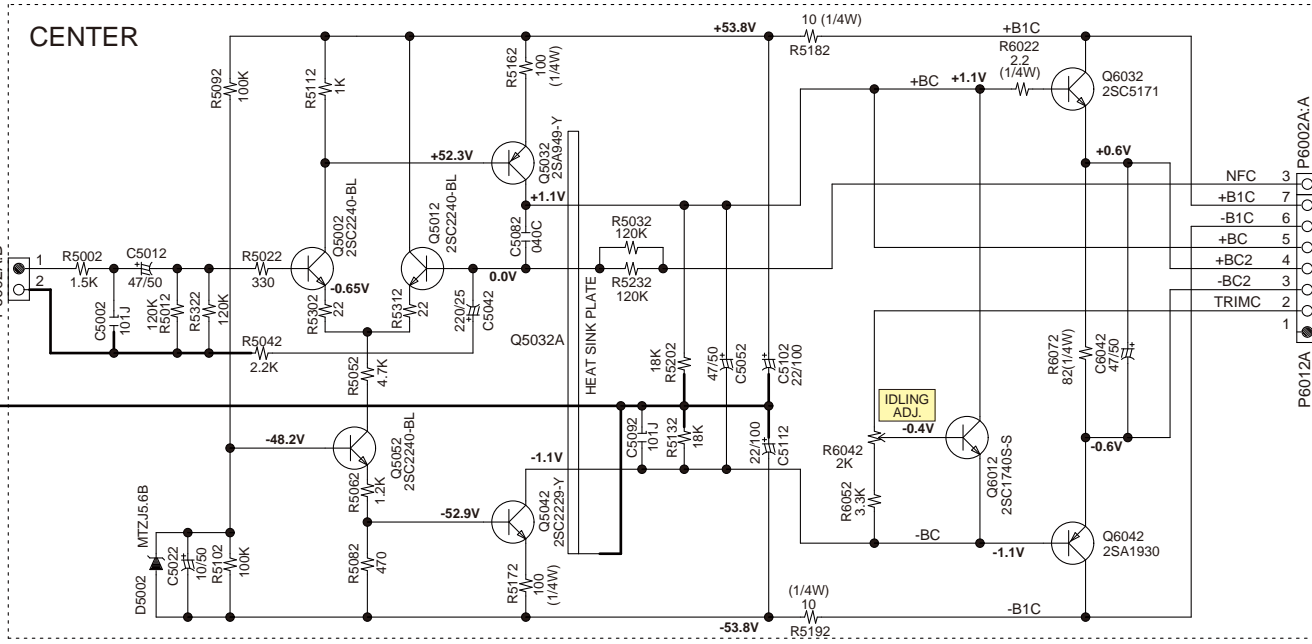 CENTER
+53.8V
10 (1/4W)
R5182
+B1C
R6022
2.2
(1/4W)
+BC
+1.1V
Q6032
2SC5171
R5092
100K
R5112
1K
R5162
100
(1/4W)
+52.3V
Q5032
2SA949-Y
+1.1V
+0.6V
P6002A:A
NFC 3
+B1C 7
-B1C 6
+BC 5
+BC2 4
-BC2 3
TRIMC 2
1
P6012A
Q5002
2SC2240-BL
Q5012
2SC2240-BL
C5082
040C
R5032
120K
R5232
120K
0.0V
1
2
R5002
1.5K
C5012
47/50
R5022
330
-0.65V
C5002
101J
120K
R5012
R5322
120K
R5302
22
R5312
22
220/25
C5042
R5042
2.2K
R5052
4.7K
Q5032A
HEAT SINK PLATE
18K
R5202
47/50
C5052
C5102
22/100
R6072
82(1/4W)
C6042
47/50
IDLING
ADJ.
-0.4V
R6042
2K
Q6012
2SC1740S-S
-0.6V
-48.2V
Q5052
2SC2240-BL
C5092
101J
R5132
18K
22/100
C5112
-1.1V
R5062
1.2K
R6052
3.3K
MTZJ5.6B
-52.9V
Q5042
2SC2229-Y
-BC
-1.1V
Q6042
2SA1930
D5002
C5022
10/50
R5102
100K
R5082
470
R5172
100
(1/4W)
(1/4W)
10
R5192
-53.8V
-B1C